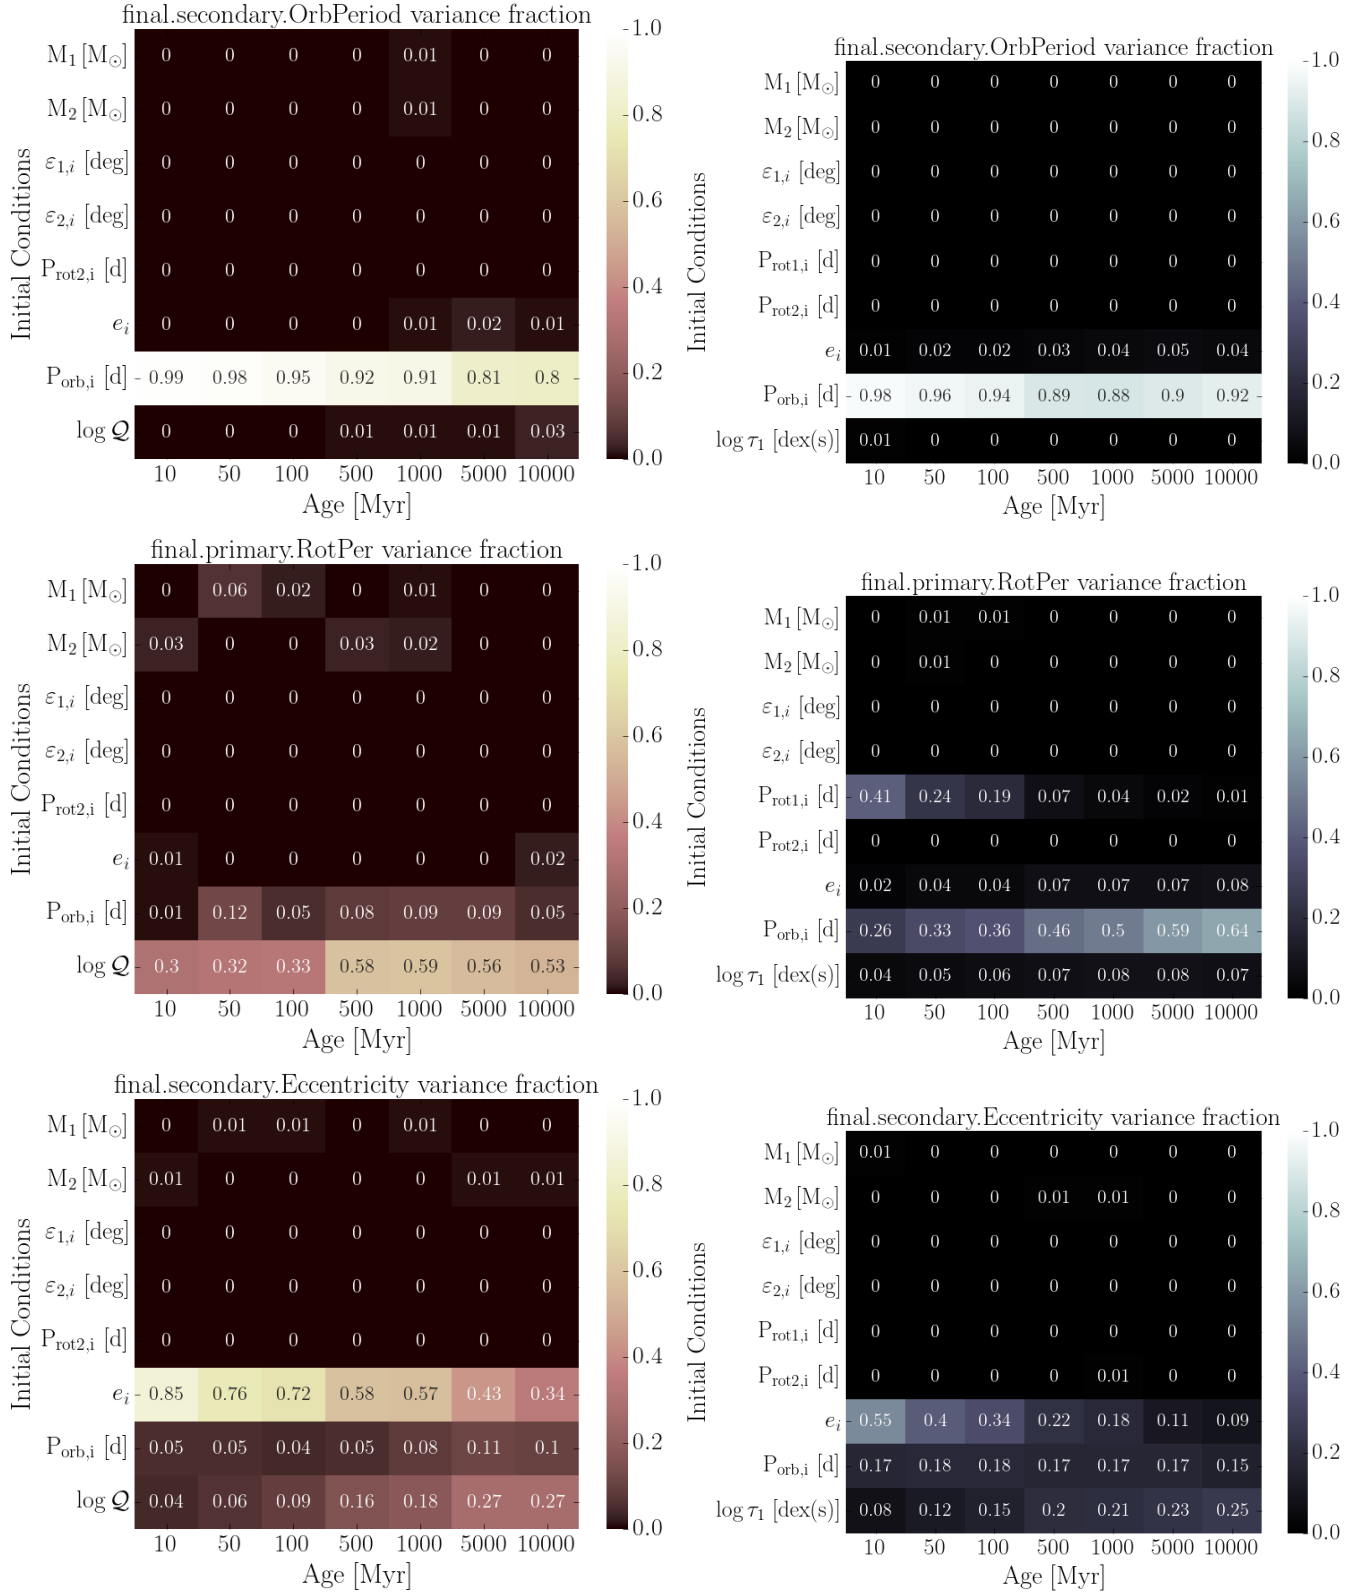 final.secondary.OrbPeriod variance fraction
Initial Conditions
M₁ [M☉] 0 0 0 0 0.01 0 0
M₂ [M☉] 0 0 0 0 0.01 0 0
ε₁,ᵢ [deg] 0 0 0 0 0 0 0
ε₂,ᵢ [deg] 0 0 0 0 0 0 0
P_rot2,i [d] 0 0 0 0 0 0 0
eᵢ 0 0 0 0 0.01 0.02 0.01
P_orb,i [d] 0.99 0.98 0.95 0.92 0.91 0.81 0.8
log 𝒬 0 0 0 0.01 0.01 0.01 0.03
10 50 100 500 1000 5000 10000
Age [Myr]
1.0
0.8
0.6
0.4
0.2
0.0
final.secondary.OrbPeriod variance fraction
Initial Conditions
M₁ [M☉] 0 0 0 0 0 0 0
M₂ [M☉] 0 0 0 0 0 0 0
ε₁,ᵢ [deg] 0 0 0 0 0 0 0
ε₂,ᵢ [deg] 0 0 0 0 0 0 0
P_rot1,i [d] 0 0 0 0 0 0 0
P_rot2,i [d] 0 0 0 0 0 0 0
eᵢ 0.01 0.02 0.02 0.03 0.04 0.05 0.04
P_orb,i [d] 0.98 0.96 0.94 0.89 0.88 0.9 0.92
log τ₁ [dex(s)] 0.01 0 0 0 0 0 0
10 50 100 500 1000 5000 10000
Age [Myr]
1.0
0.8
0.6
0.4
0.2
0.0
final.primary.RotPer variance fraction
Initial Conditions
M₁ [M☉] 0 0.06 0.02 0 0.01 0 0
M₂ [M☉] 0.03 0 0 0.03 0.02 0 0
ε₁,ᵢ [deg] 0 0 0 0 0 0 0
ε₂,ᵢ [deg] 0 0 0 0 0 0 0
P_rot2,i [d] 0 0 0 0 0 0 0
eᵢ 0.01 0 0 0 0 0 0.02
P_orb,i [d] 0.01 0.12 0.05 0.08 0.09 0.09 0.05
log 𝒬 0.3 0.32 0.33 0.58 0.59 0.56 0.53
10 50 100 500 1000 5000 10000
Age [Myr]
1.0
0.8
0.6
0.4
0.2
0.0
final.primary.RotPer variance fraction
Initial Conditions
M₁ [M☉] 0 0.01 0.01 0 0 0 0
M₂ [M☉] 0 0.01 0 0 0 0 0
ε₁,ᵢ [deg] 0 0 0 0 0 0 0
ε₂,ᵢ [deg] 0 0 0 0 0 0 0
P_rot1,i [d] 0.41 0.24 0.19 0.07 0.04 0.02 0.01
P_rot2,i [d] 0 0 0 0 0 0 0
eᵢ 0.02 0.04 0.04 0.07 0.07 0.07 0.08
P_orb,i [d] 0.26 0.33 0.36 0.46 0.5 0.59 0.64
log τ₁ [dex(s)] 0.04 0.05 0.06 0.07 0.08 0.08 0.07
10 50 100 500 1000 5000 10000
Age [Myr]
1.0
0.8
0.6
0.4
0.2
0.0
final.secondary.Eccentricity variance fraction
Initial Conditions
M₁ [M☉] 0 0.01 0.01 0 0.01 0 0
M₂ [M☉] 0.01 0 0 0 0 0.01 0.01
ε₁,ᵢ [deg] 0 0 0 0 0 0 0
ε₂,ᵢ [deg] 0 0 0 0 0 0 0
P_rot2,i [d] 0 0 0 0 0 0 0
eᵢ 0.85 0.76 0.72 0.58 0.57 0.43 0.34
P_orb,i [d] 0.05 0.05 0.04 0.05 0.08 0.11 0.1
log 𝒬 0.04 0.06 0.09 0.16 0.18 0.27 0.27
10 50 100 500 1000 5000 10000
Age [Myr]
1.0
0.8
0.6
0.4
0.2
0.0
final.secondary.Eccentricity variance fraction
Initial Conditions
M₁ [M☉] 0.01 0 0 0 0 0 0
M₂ [M☉] 0 0 0 0.01 0.01 0 0
ε₁,ᵢ [deg] 0 0 0 0 0 0 0
ε₂,ᵢ [deg] 0 0 0 0 0 0 0
P_rot1,i [d] 0 0 0 0 0 0 0
P_rot2,i [d] 0 0 0 0 0.01 0 0
eᵢ 0.55 0.4 0.34 0.22 0.18 0.11 0.09
P_orb,i [d] 0.17 0.18 0.18 0.17 0.17 0.17 0.15
log τ₁ [dex(s)] 0.08 0.12 0.15 0.2 0.21 0.23 0.25
10 50 100 500 1000 5000 10000
Age [Myr]
1.0
0.8
0.6
0.4
0.2
0.0